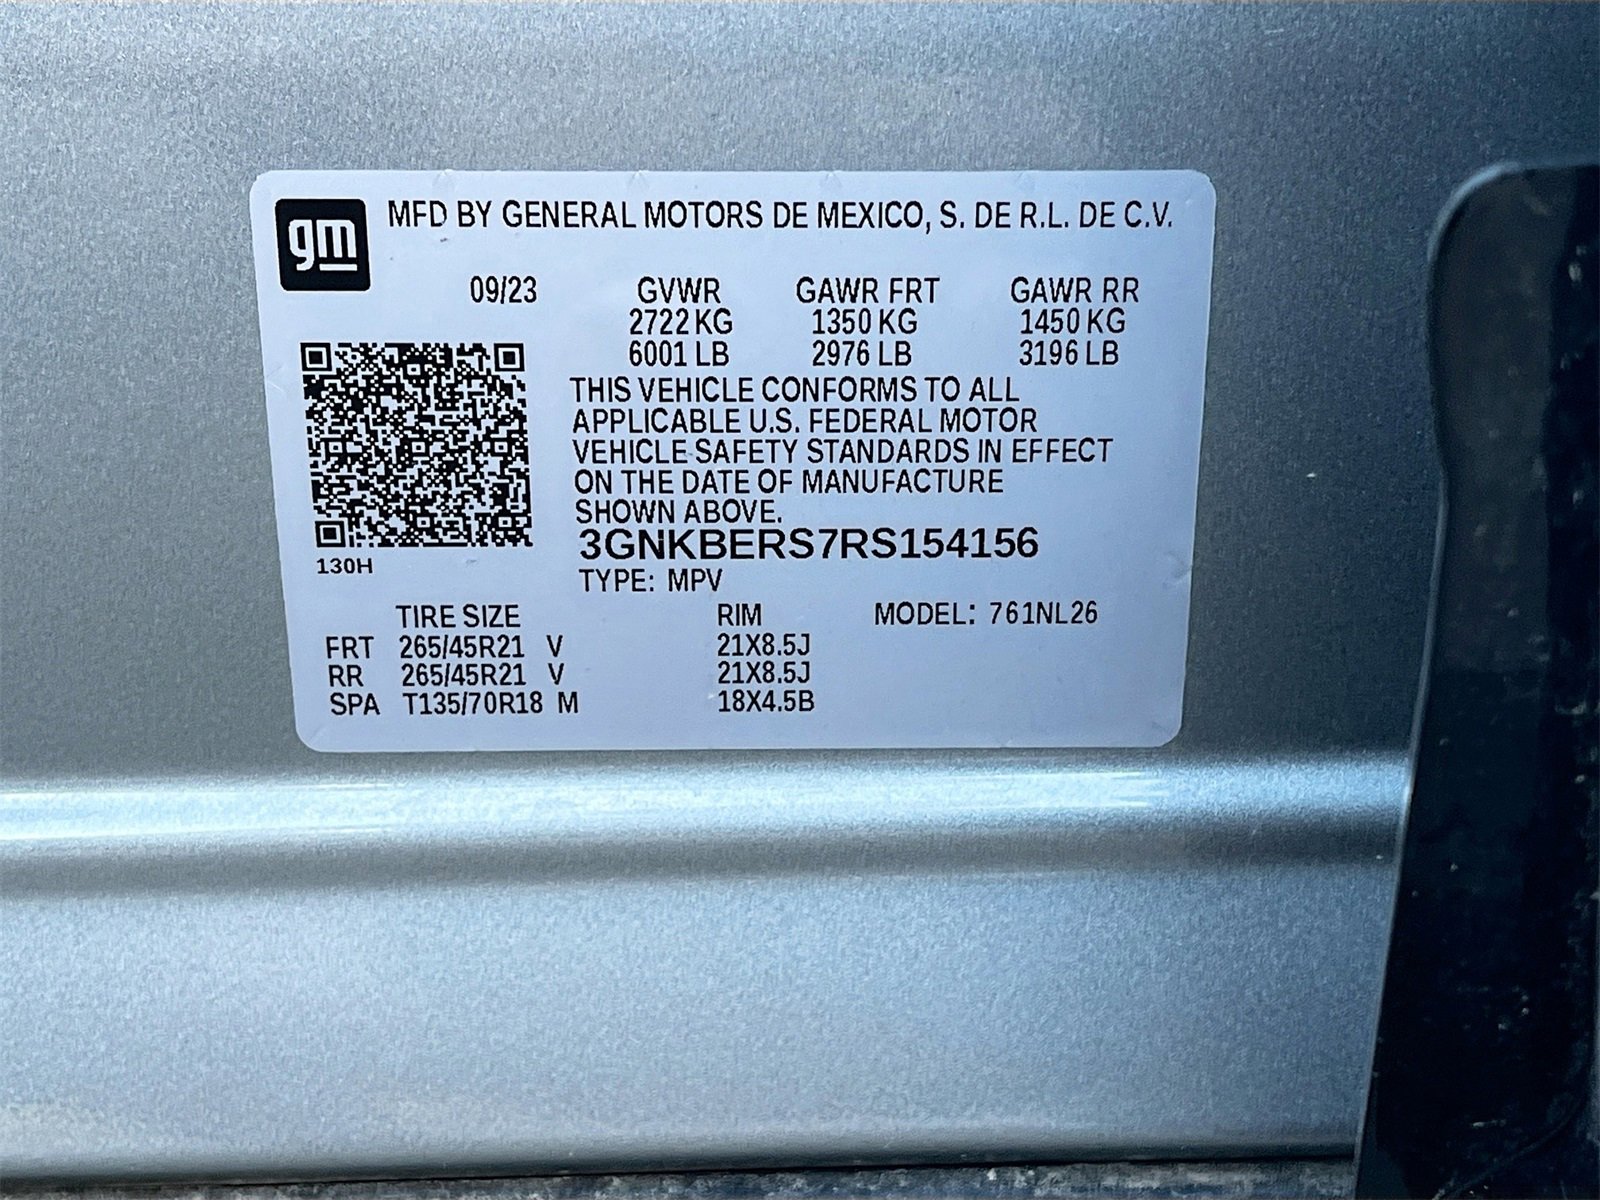 gm MFD BY GENERAL MOTORS DE MEXICO, S. DE R.L. DE C.V.
09/23 GVWR GAWR FRT GAWR RR
2722 KG 1350 KG 1450 KG
6001 LB 2976 LB 3196 LB
THIS VEHICLE CONFORMS TO ALL
APPLICABLE U.S. FEDERAL MOTOR
VEHICLE SAFETY STANDARDS IN EFFECT
ON THE DATE OF MANUFACTURE
SHOWN ABOVE.
3GNKBERS7RS154156
130H
TYPE: MPV
TIRE SIZE RIM MODEL: 761NL26
FRT 265/45R21 V 21X8.5J
RR 265/45R21 V 21X8.5J
SPA T135/70R18 M 18X4.5B